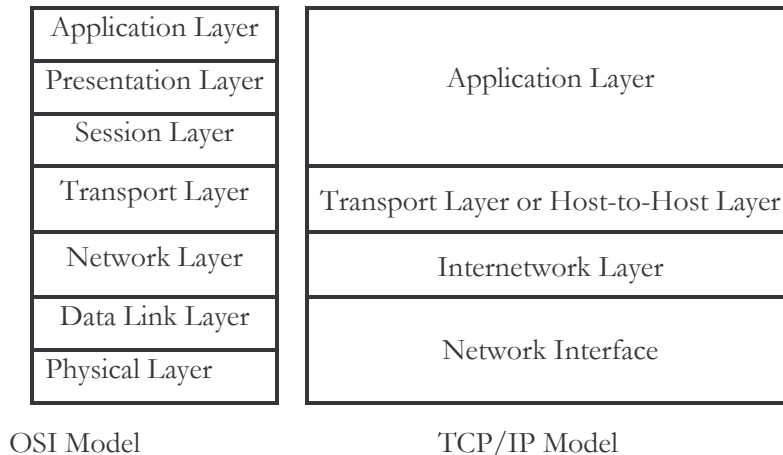 Application Layer
Presentation Layer
Session Layer
Transport Layer
Network Layer
Data Link Layer
Physical Layer
OSI Model
Application Layer
Transport Layer or Host-to-Host Layer
Internetwork Layer
Network Interface
TCP/IP Model